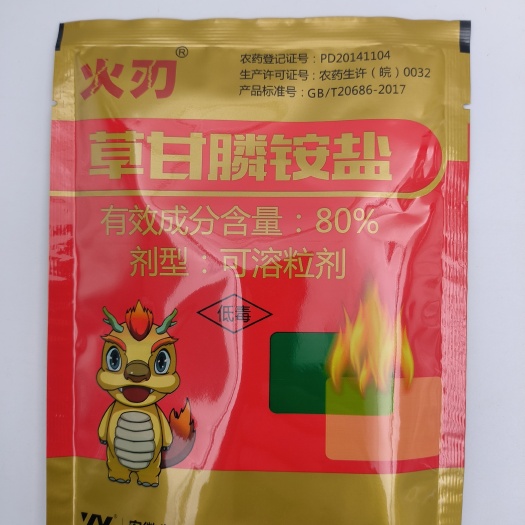 农药登记证号：PD20141104
火刃®
生产许可证号：农药生许（皖）0032
产品标准号：GB/T20686-2017
草甘膦铵盐
有效成分含量：80%
剂型：可溶粒剂
低毒